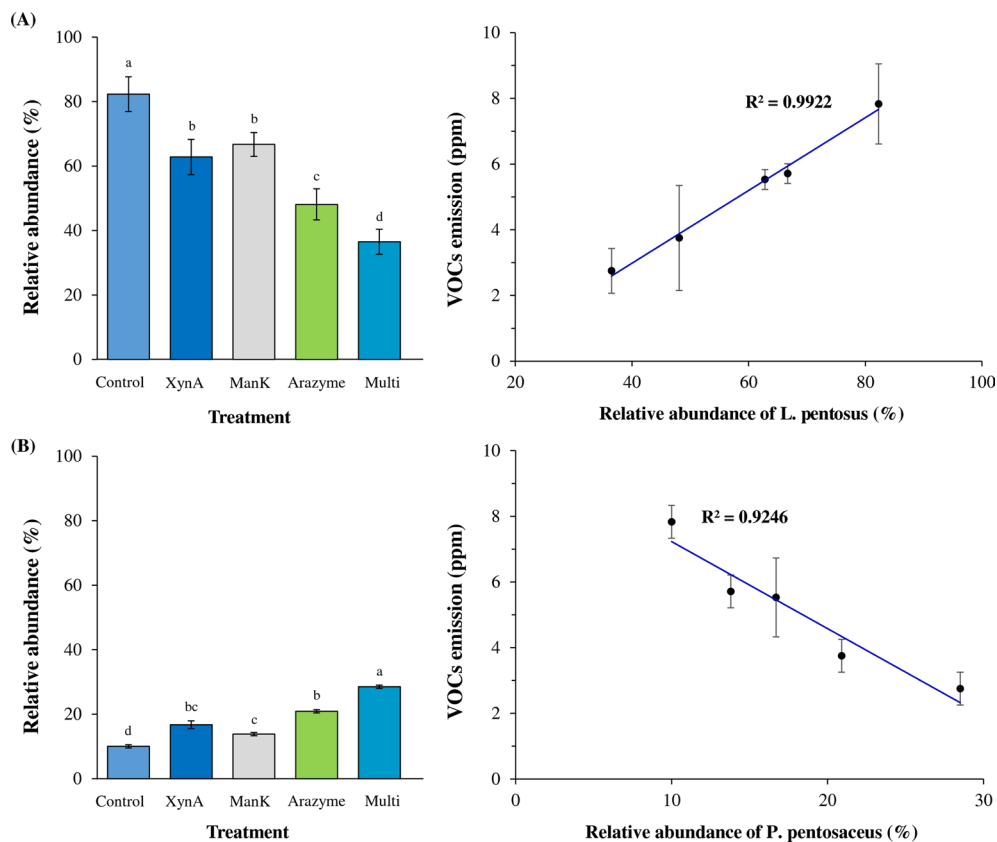 (A)
100
80
60
40
20
0
Relative abundance (%)
a
b
b
c
d
Control
XynA
ManK
Arazyme
Multi
Treatment
10
8
6
4
2
0
VOCs emission (ppm)
R² = 0.9922
20
40
60
80
100
Relative abundance of L. pentosus (%)
(B)
100
80
60
40
20
0
Relative abundance (%)
d
bc
c
b
a
Control
XynA
ManK
Arazyme
Multi
Treatment
10
8
6
4
2
0
VOCs emission (ppm)
R² = 0.9246
0
10
20
30
Relative abundance of P. pentosaceus (%)